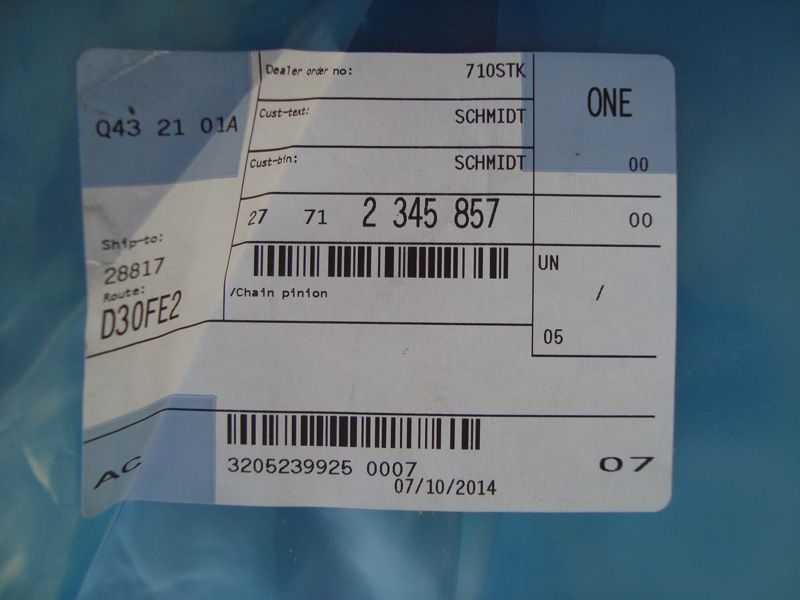 Dealer order no: 710STK
Q43 21 01A
ONE
Cust-text: SCHMIDT
Cust-bin: SCHMIDT
00
27 71 2 345 857
00
Ship-to:
28817
UN
/
/Chain pinion
Route:
D30FE2
05
3205239925 0007
AC
07
07/10/2014